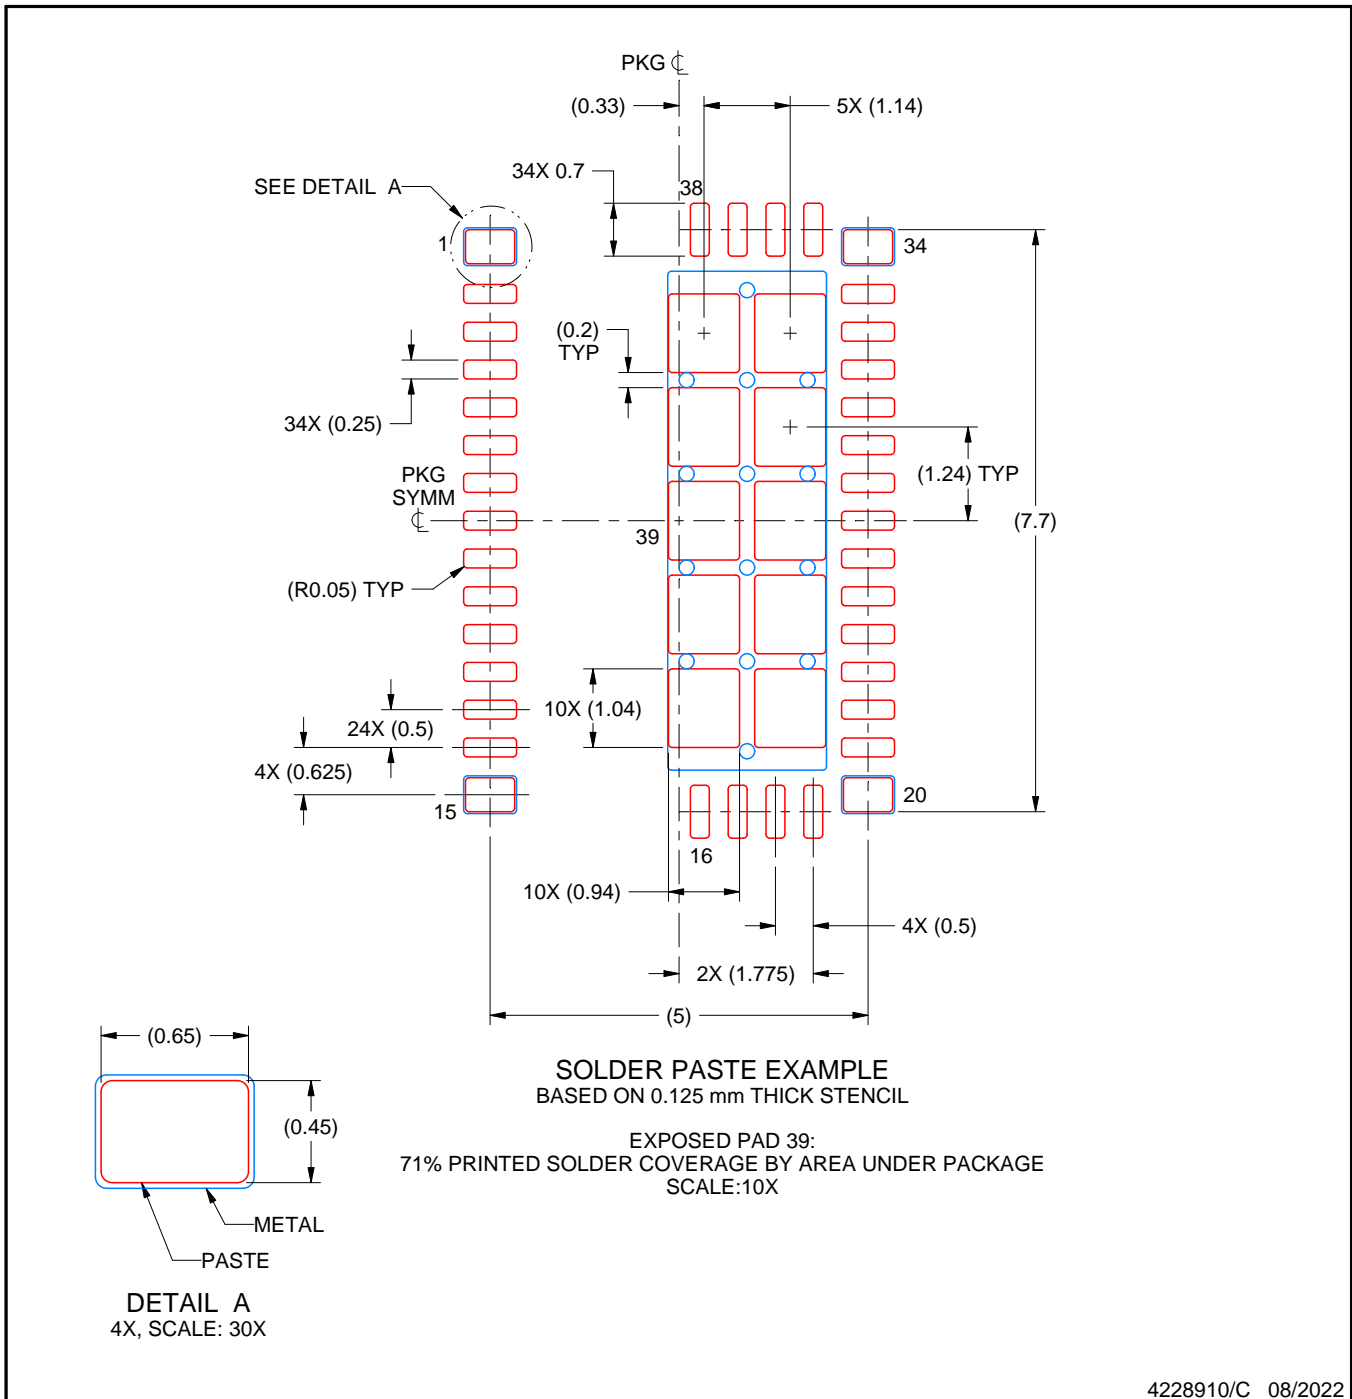 PKG ℄
(0.33)
5X (1.14)
34X 0.7
38
SEE DETAIL A
1
34
(0.2)
TYP
34X (0.25)
PKG
SYMM
℄
(1.24) TYP
(7.7)
39
(R0.05) TYP
10X (1.04)
24X (0.5)
4X (0.625)
15
20
16
10X (0.94)
4X (0.5)
2X (1.775)
(5)
(0.65)
(0.45)
METAL
PASTE
DETAIL A
4X, SCALE: 30X
SOLDER PASTE EXAMPLE
BASED ON 0.125 mm THICK STENCIL
EXPOSED PAD 39:
71% PRINTED SOLDER COVERAGE BY AREA UNDER PACKAGE
SCALE:10X
4228910/C 08/2022